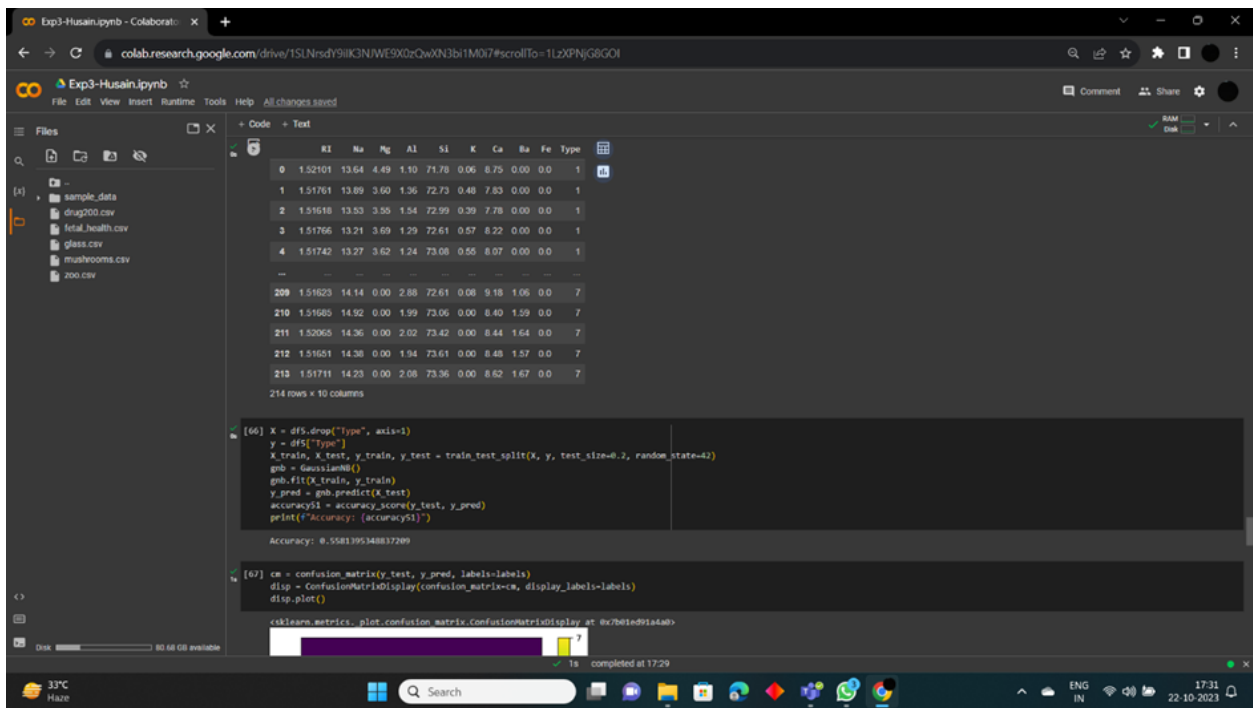 Exp3-Husain.ipynb - Colaborato
colab.research.google.com/drive/1SLNrsdY9iIK3NJWE9X0zQwXN3bi1M0i7#scrollTo=1LzXPNjG8GOI
Exp3-Husain.ipynb
File Edit View Insert Runtime Tools Help All changes saved
Comment Share
Files
+ Code + Text
RAM
Disk
..
sample_data
drug200.csv
fetal_health.csv
glass.csv
mushrooms.csv
zoo.csv
RI Na Mg Al Si K Ca Ba Fe Type
0 1.52101 13.64 4.49 1.10 71.78 0.06 8.75 0.00 0.0 1
1 1.51761 13.89 3.60 1.36 72.73 0.48 7.83 0.00 0.0 1
2 1.51618 13.53 3.55 1.54 72.99 0.39 7.78 0.00 0.0 1
3 1.51766 13.21 3.69 1.29 72.61 0.57 8.22 0.00 0.0 1
4 1.51742 13.27 3.62 1.24 73.08 0.55 8.07 0.00 0.0 1
... ... ... ... ... ... ... ... ... ... ...
209 1.51623 14.14 0.00 2.88 72.61 0.08 9.18 1.06 0.0 7
210 1.51685 14.92 0.00 1.99 73.06 0.00 8.40 1.59 0.0 7
211 1.52065 14.36 0.00 2.02 73.42 0.00 8.44 1.64 0.0 7
212 1.51651 14.38 0.00 1.94 73.61 0.00 8.48 1.57 0.0 7
213 1.51711 14.23 0.00 2.08 73.36 0.00 8.62 1.67 0.0 7
214 rows × 10 columns
[66] X = df5.drop("Type", axis=1)
y = df5["Type"]
X_train, X_test, y_train, y_test = train_test_split(X, y, test_size=0.2, random_state=42)
gnb = GaussianNB()
gnb.fit(X_train, y_train)
y_pred = gnb.predict(X_test)
accuracy51 = accuracy_score(y_test, y_pred)
print(f"Accuracy: {accuracy51}")
Accuracy: 0.5581395348837209
[67] cm = confusion_matrix(y_test, y_pred, labels=labels)
disp = ConfusionMatrixDisplay(confusion_matrix=cm, display_labels=labels)
disp.plot()
<sklearn.metrics._plot.confusion_matrix.ConfusionMatrixDisplay at 0x7b01ed91a4a0>
7
Disk 80.68 GB available
1s completed at 17:29
33°C
Haze
Search
ENG
IN
17:31
22-10-2023